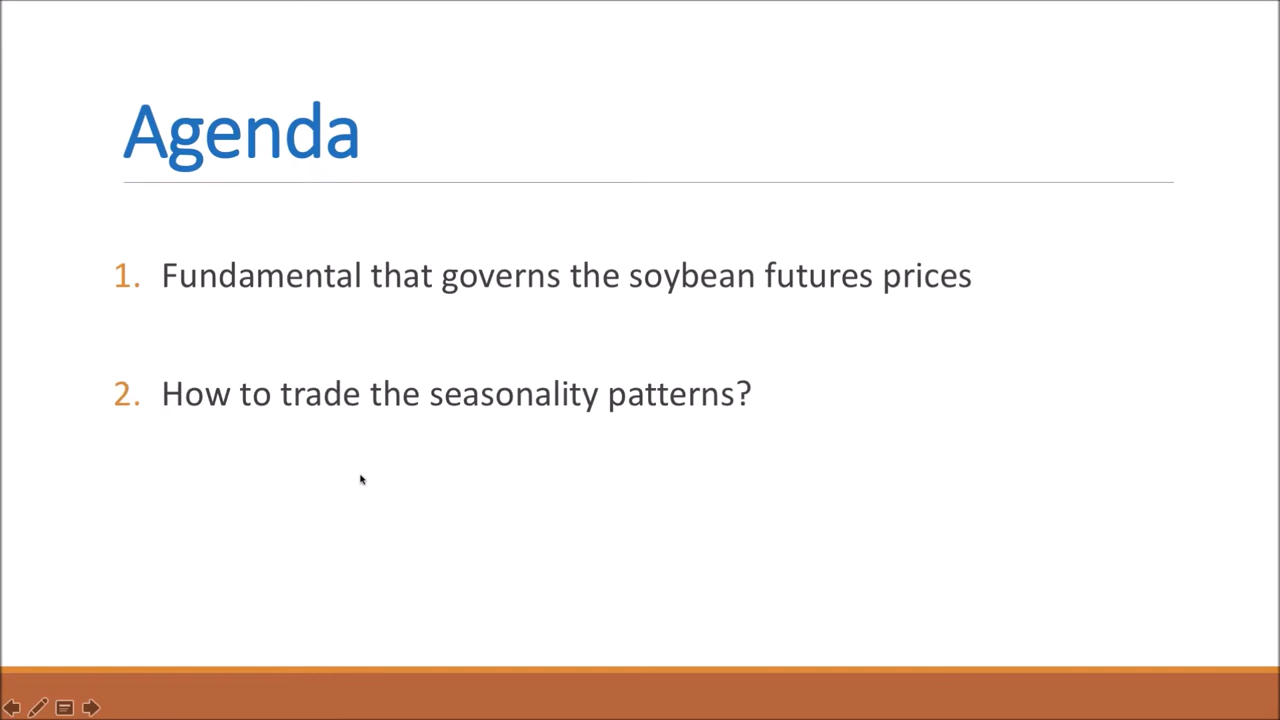 Agenda
1. Fundamental that governs the soybean futures prices
2. How to trade the seasonality patterns?